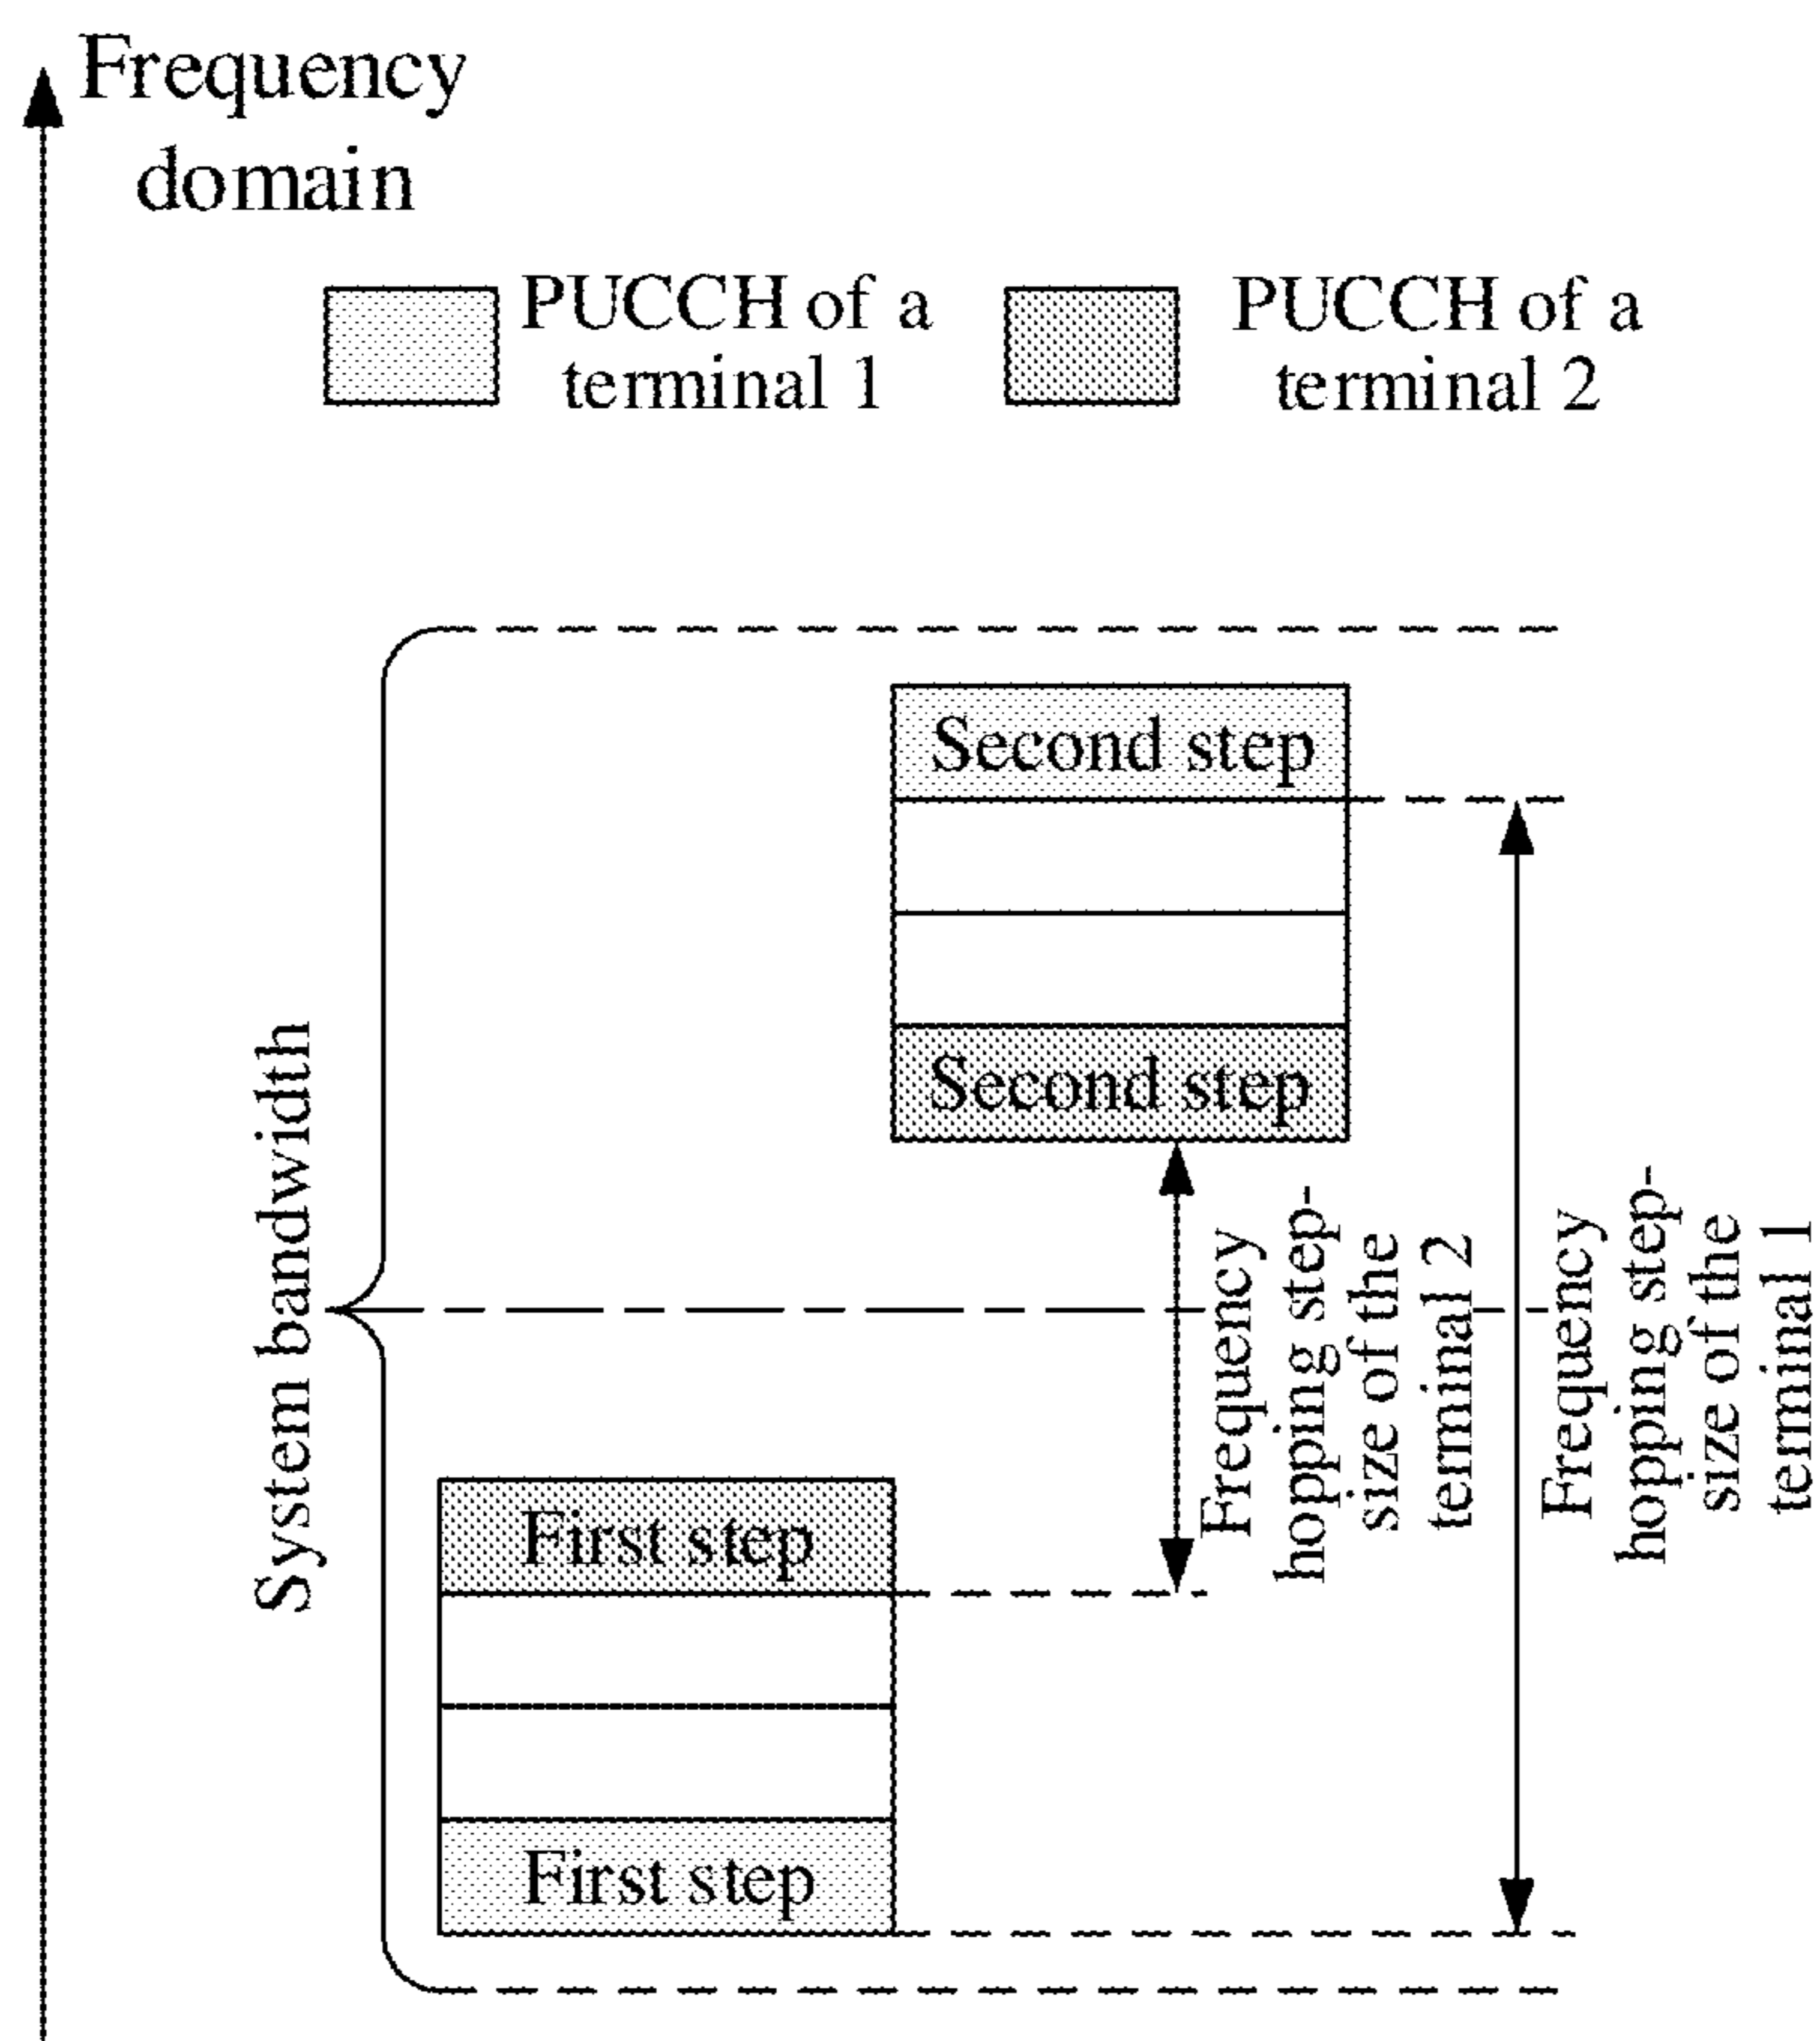 Frequency
domain
PUCCH of a
terminal 1
PUCCH of a
terminal 2
Second step
Second step
System bandwidth
Frequency
hopping step-
size of the
terminal 2
Frequency
hopping step-
size of the
terminal 1
First step
First step